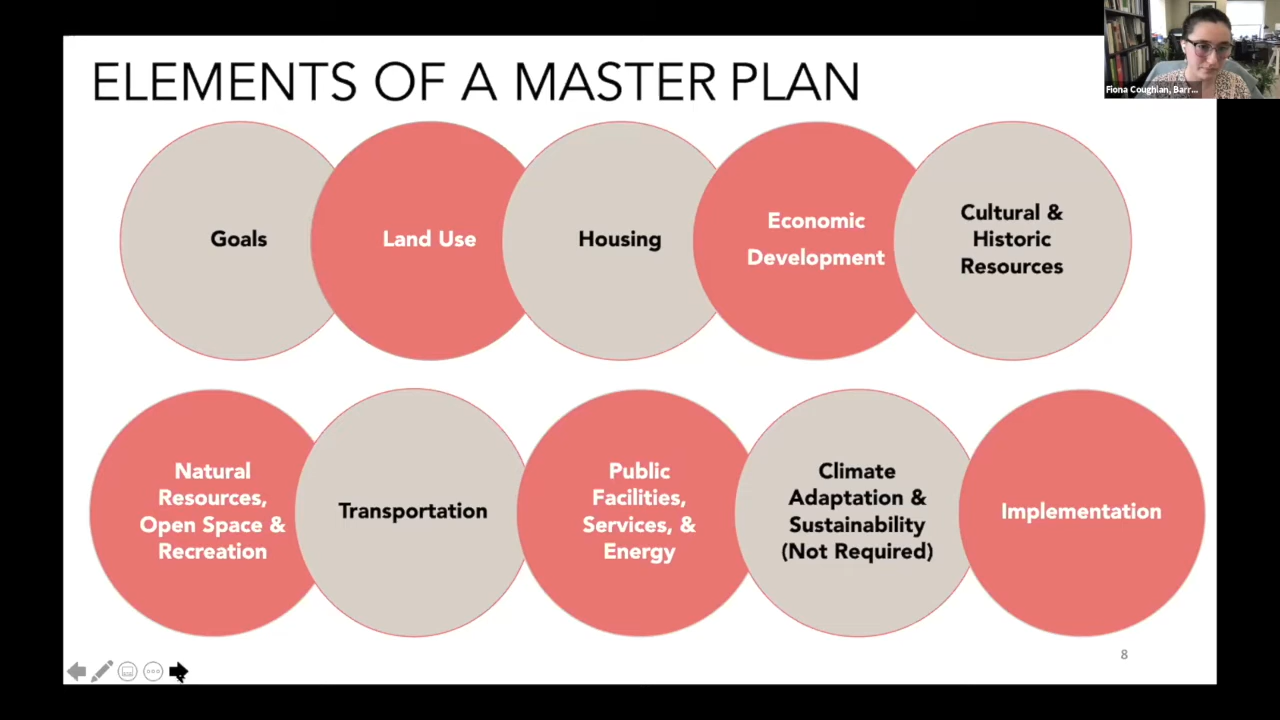 ELEMENTS OF A MASTER PLAN
Fiona Coughlan, Barr...
Goals
Land Use
Housing
Economic
Development
Cultural &
Historic
Resources
Natural
Resources,
Open Space &
Recreation
Transportation
Public
Facilities,
Services, &
Energy
Climate
Adaptation &
Sustainability
(Not Required)
Implementation
8